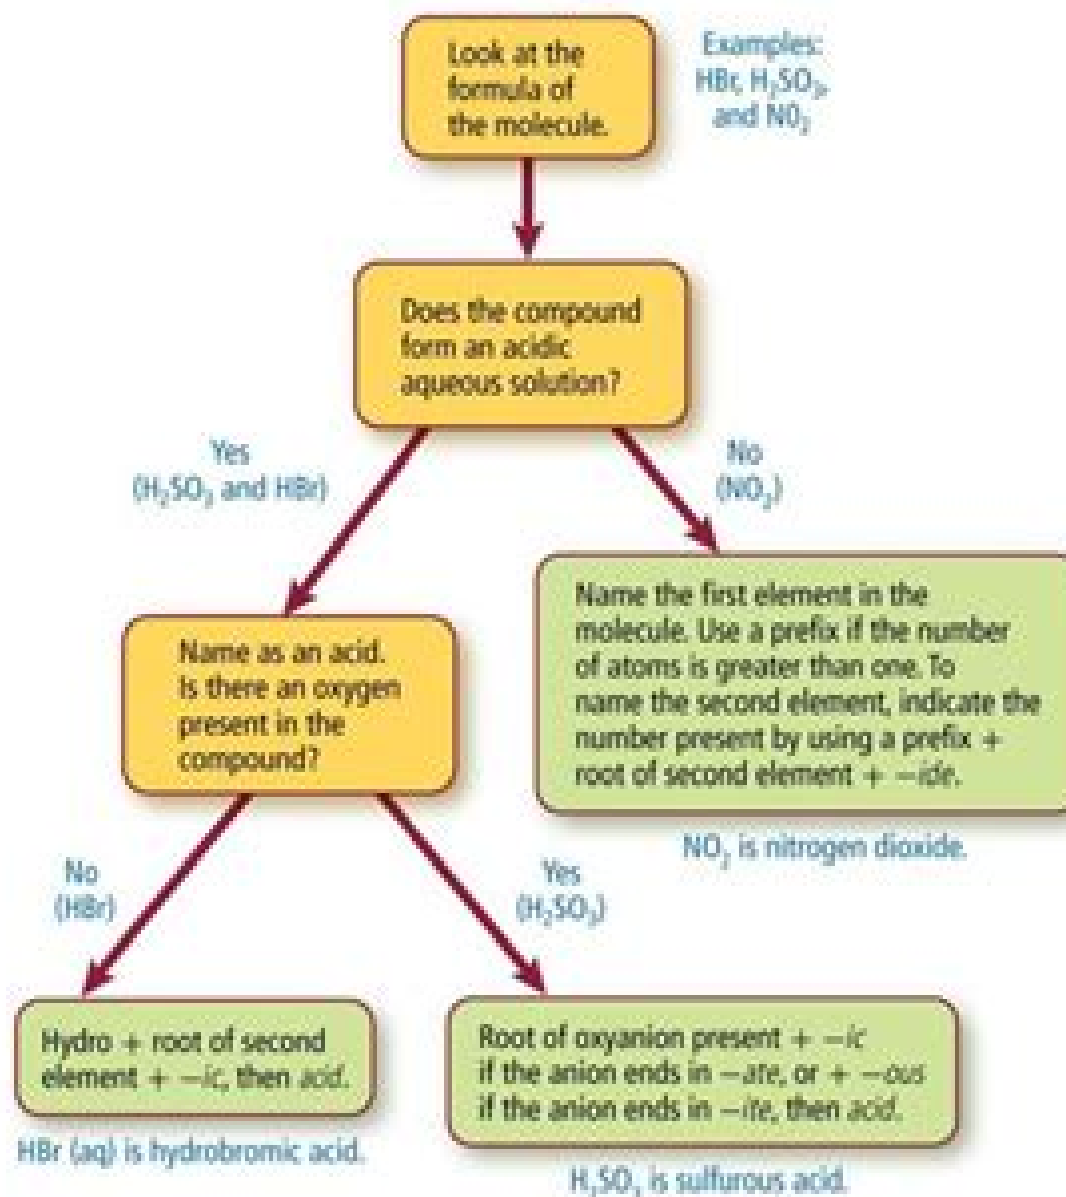 Look at the
formula of
the molecule.
Examples:
HBr, H₂SO₃,
and N0₂
Does the compound
form an acidic
aqueous solution?
Yes
(H₂SO₃ and HBr)
No
(NO₂)
Name as an acid.
Is there an oxygen
present in the
compound?
Name the first element in the
molecule. Use a prefix if the number
of atoms is greater than one. To
name the second element, indicate the
number present by using a prefix +
root of second element + –ide.
NO₂ is nitrogen dioxide.
No
(HBr)
Yes
(H₂SO₃)
Hydro + root of second
element + –ic, then acid.
HBr (aq) is hydrobromic acid.
Root of oxyanion present + –ic
if the anion ends in –ate, or + –ous
if the anion ends in –ite, then acid.
H₂SO₃ is sulfurous acid.